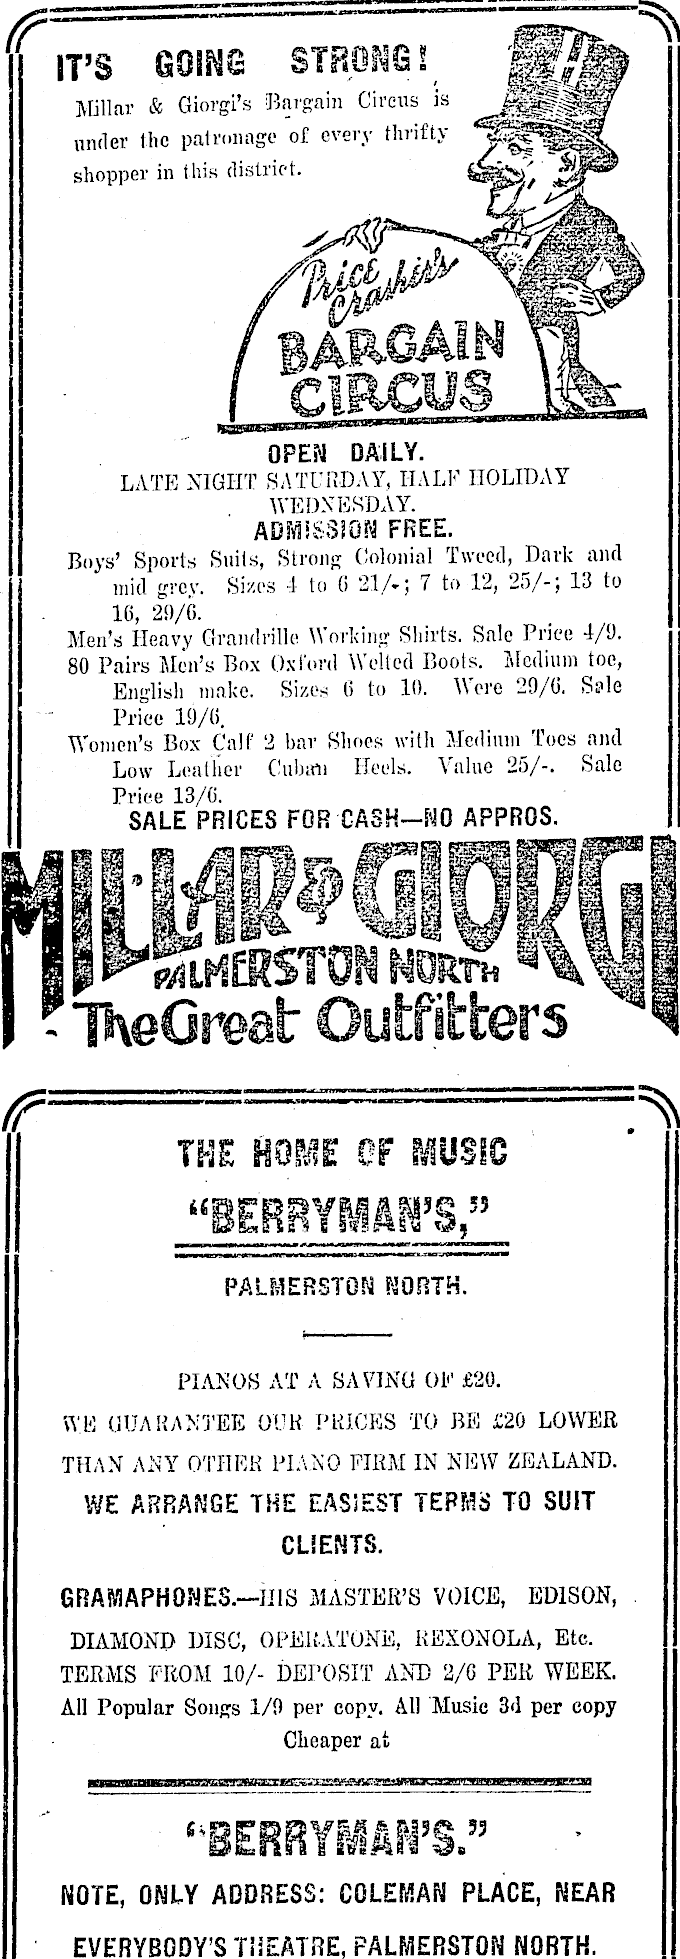 IT'S GOING STRONG!
Millar & Giorgi's Bargain Circus is
under the patronage of every thrifty
shopper in this district.
Price
Crashin's
BARGAIN
CIRCUS
OPEN DAILY.
LATE NIGHT SATURDAY, HALF HOLIDAY
WEDNESDAY.
ADMISSION FREE.
Boys' Sports Suits, Strong Colonial Tweed, Dark and
mid grey. Sizes 4 to 6 21/-; 7 to 12, 25/-; 13 to
16, 29/6.
Men's Heavy Grandrille Working Shirts. Sale Price 4/9.
80 Pairs Men's Box Oxford Welted Boots. Medium toe,
English make. Sizes 6 to 10. Were 29/6. Sale
Price 19/6.
Women's Box Calf 2 bar Shoes with Medium Toes and
Low Leather Cuban Heels. Value 25/-. Sale
Price 13/6.
SALE PRICES FOR CASH—NO APPROS.
MILLAR & GIORGI
PALMERSTON NORTH
The Great Outfitters
THE HOME OF MUSIC
"BERRYMAN'S,"
PALMERSTON NORTH.
PIANOS AT A SAVING OF £20.
WE GUARANTEE OUR PRICES TO BE £20 LOWER
THAN ANY OTHER PIANO FIRM IN NEW ZEALAND.
WE ARRANGE THE EASIEST TERMS TO SUIT
CLIENTS.
GRAMAPHONES.—HIS MASTER'S VOICE, EDISON,
DIAMOND DISC, OPERATONE, REXONOLA, Etc.
TERMS FROM 10/- DEPOSIT AND 2/6 PER WEEK.
All Popular Songs 1/9 per copy. All Music 3d per copy
Cheaper at
"BERRYMAN'S."
NOTE, ONLY ADDRESS: COLEMAN PLACE, NEAR
EVERYBODY'S THEATRE, PALMERSTON NORTH.